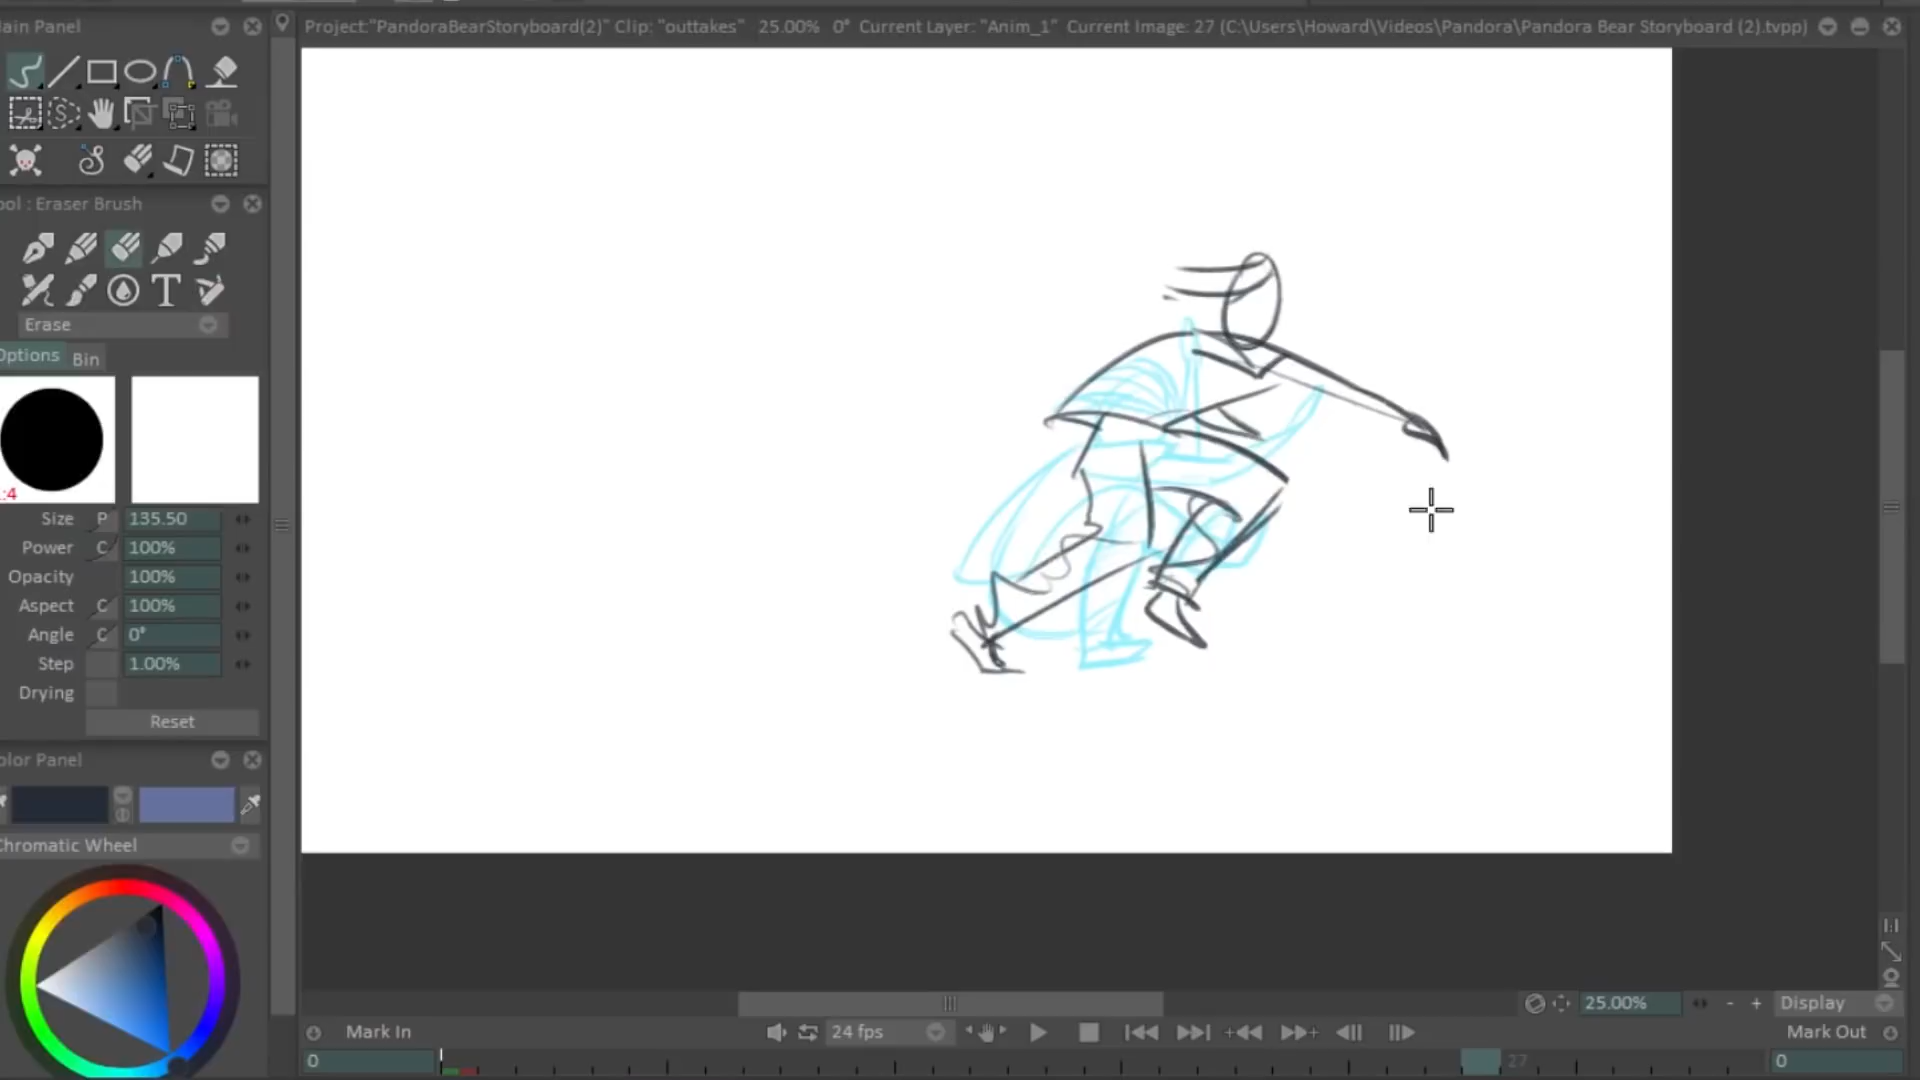 ain Panel
Project:"PandoraBearStoryboard(2)" Clip: "outtakes" 25.00% 0° Current Layer: "Anim_1" Current Image: 27 (C:\Users\Howard\Videos\Pandora\Pandora Bear Storyboard (2).tvpp)
ool : Eraser Brush
T
Erase
Options Bin
:4
Size P 135.50
Power C 100%
Opacity 100%
Aspect C 100%
Angle C 0°
Step 1.00%
Drying
Reset
olor Panel
Chromatic Wheel
25.00% - + Display
Mark In 24 fps Mark Out
0 27 0